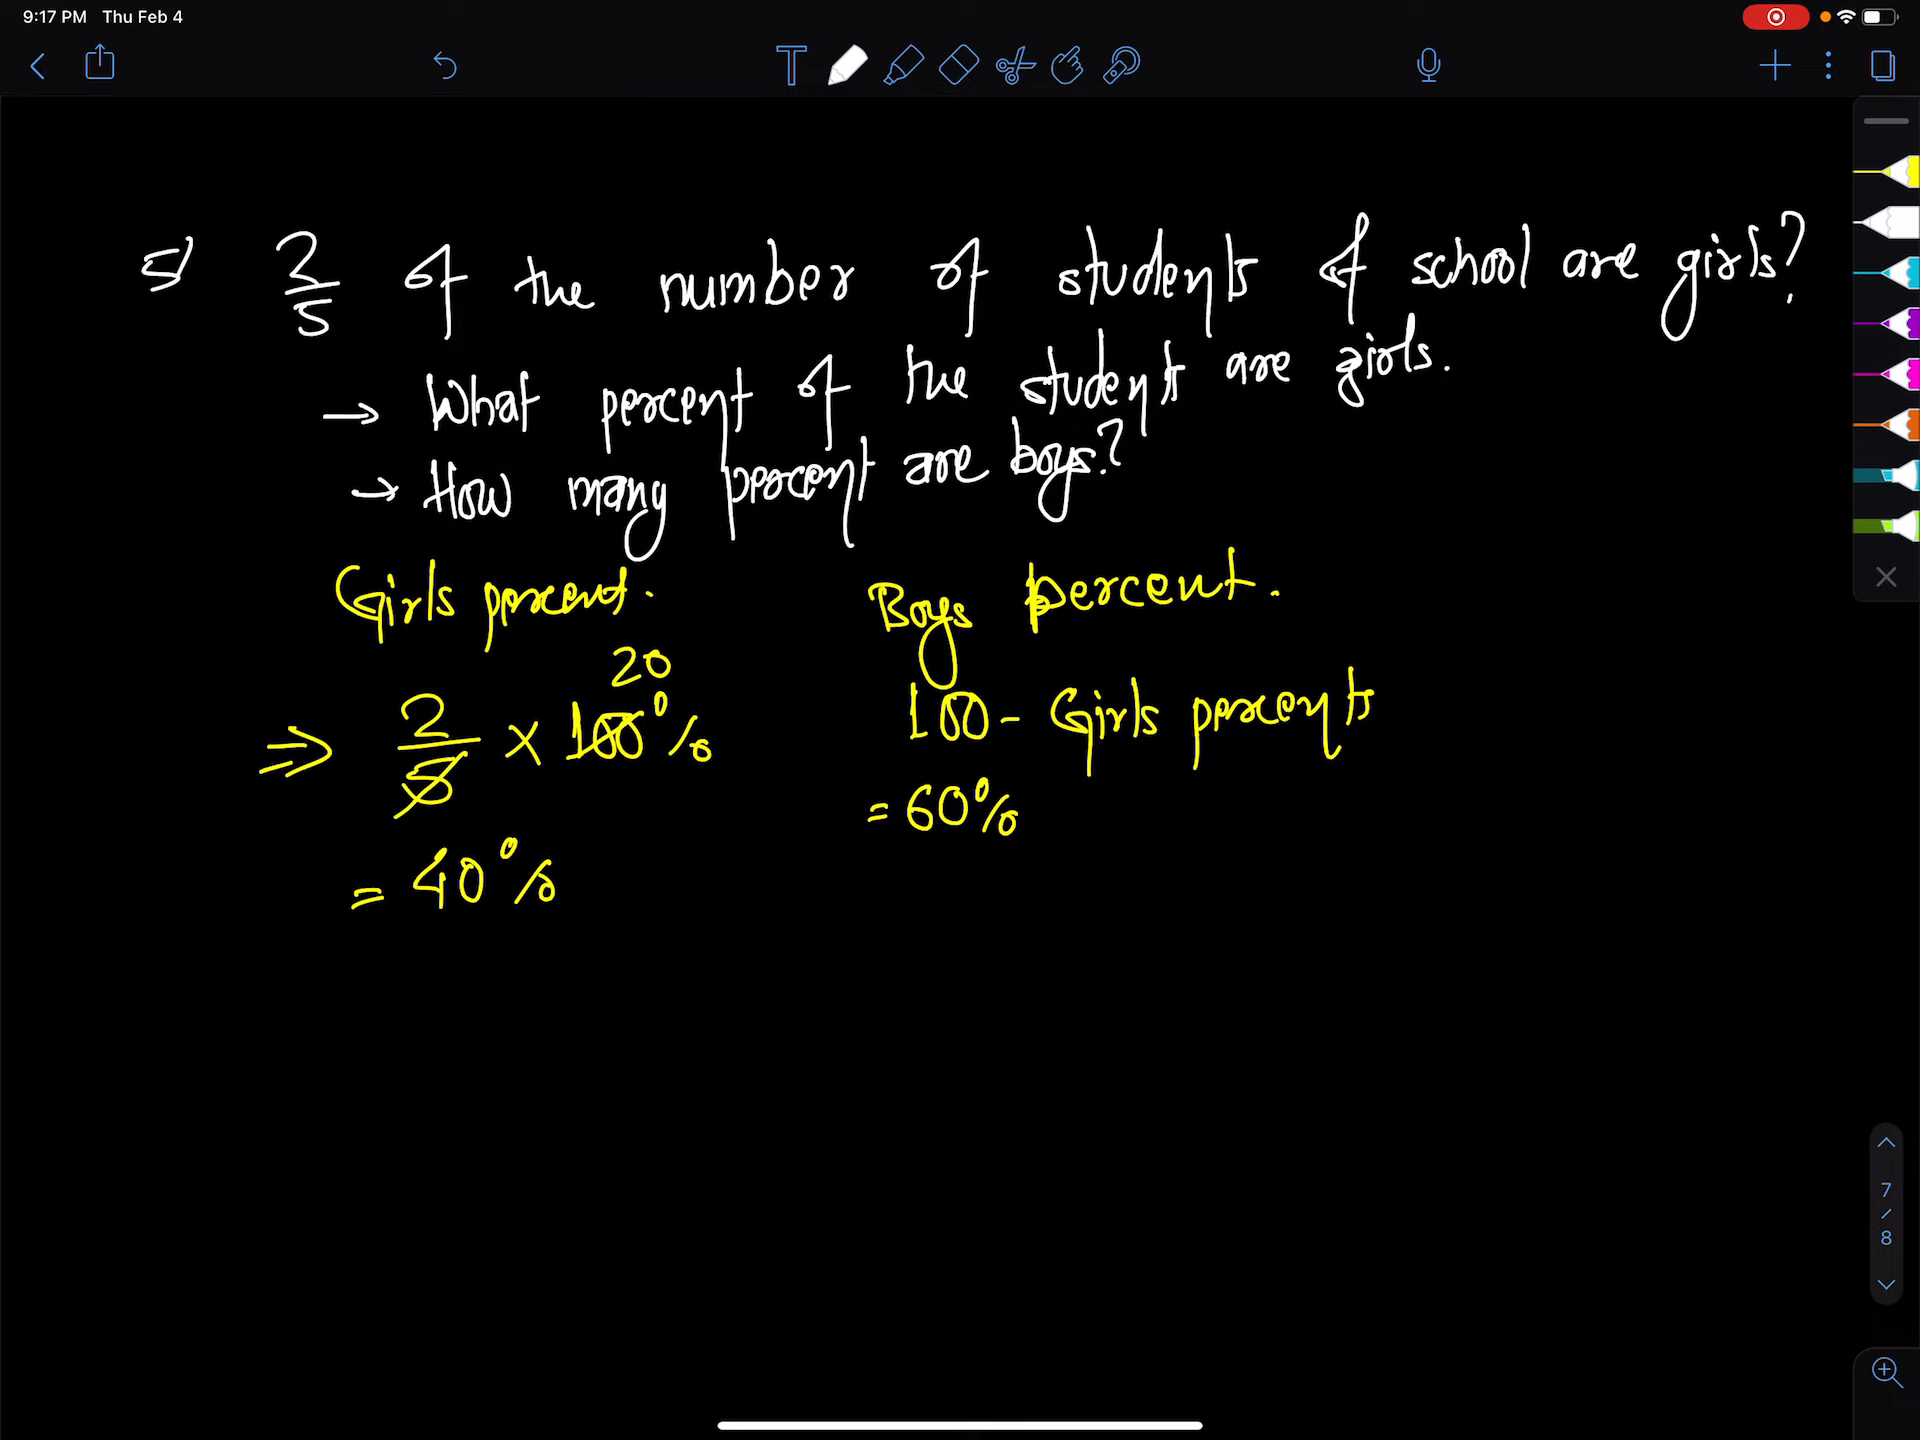 9:17 PM Thu Feb 4
5) 2/5 of the number of students of school are girls?
→ What percent of the students are girls.
→ How many percent are boys?
Girls percent.
⇒ 2/5 × 100% 20
= 40%
Boys percent.
100 - Girls percents
= 60%
7
/
8